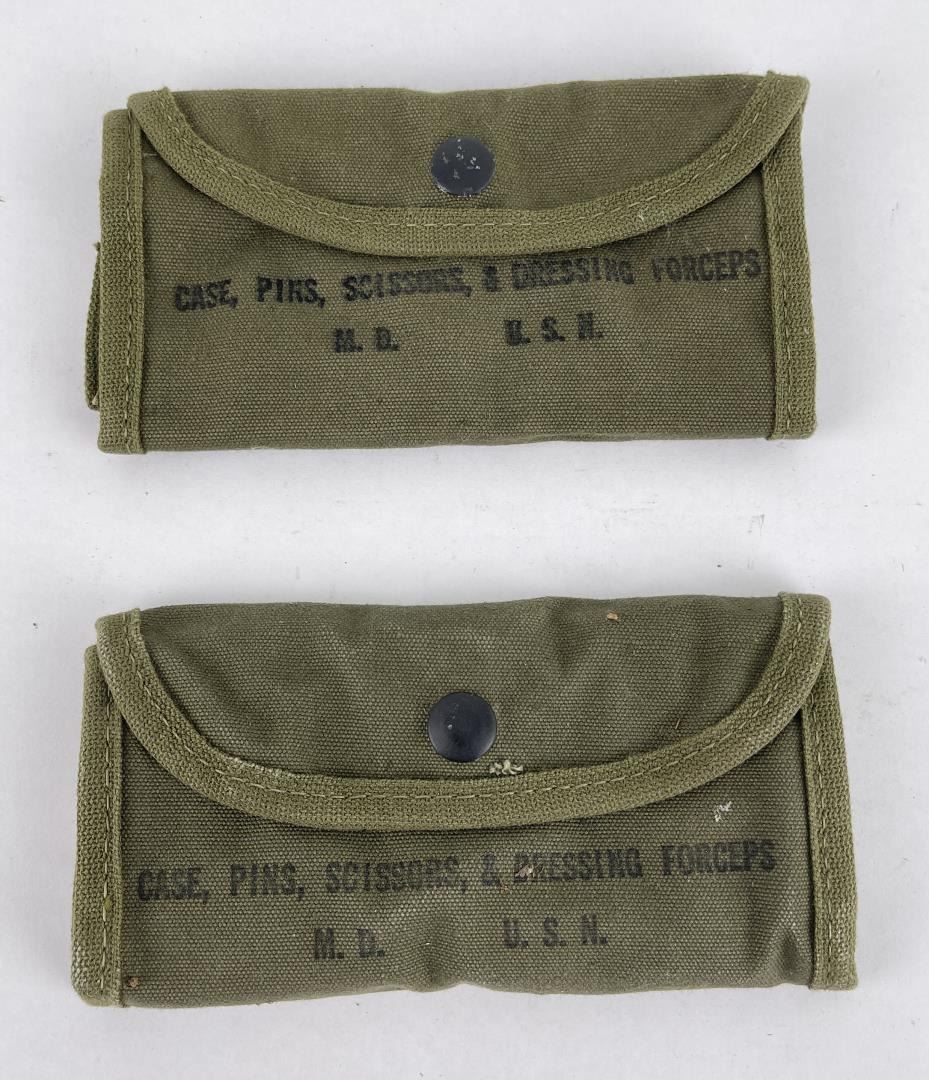 CASE, PINS, SCISSORS, & DRESSING FORCEPS
M. D. U. S. N.
CASE, PINS, SCISSORS, & DRESSING FORCEPS
M. D. U. S. N.